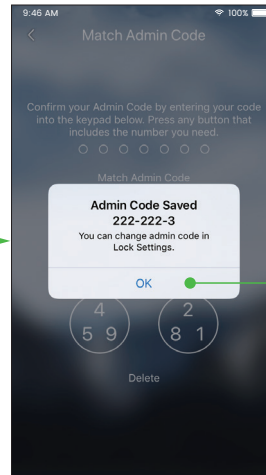 9:46 AM 100%
Match Admin Code
Confirm your Admin Code by entering your code
into the keypad below. Press any button that
includes the number you need.
Match Admin Code
Admin Code Saved
222-222-3
You can change admin code in
Lock Settings.
OK
4 2
5 9 8 1
Delete